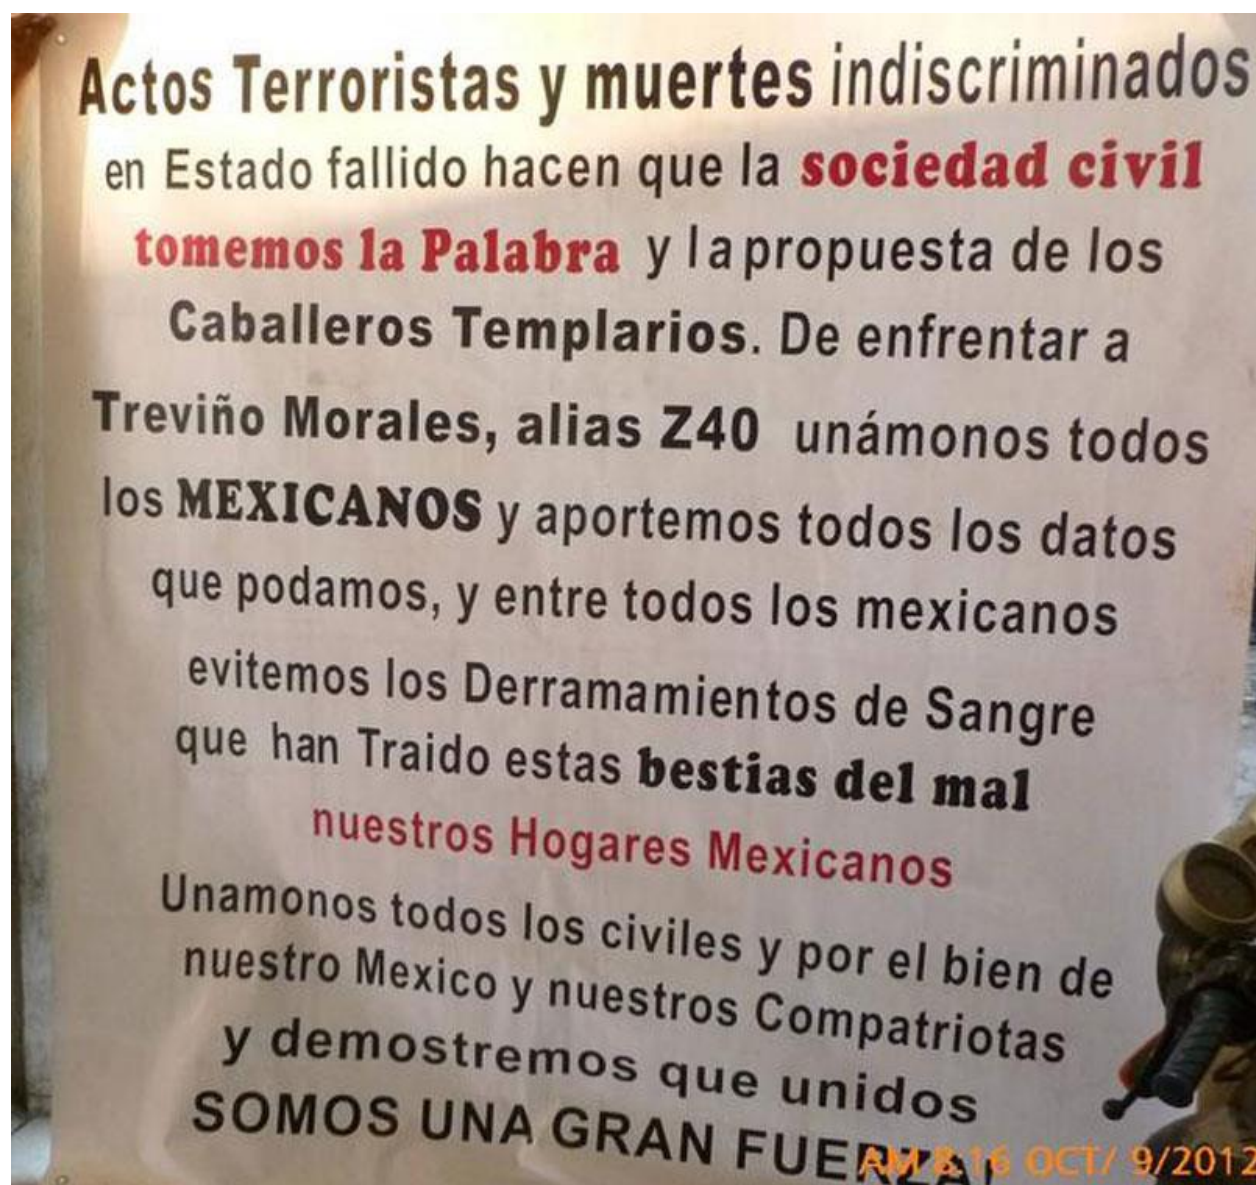 Actos Terroristas y muertes indiscriminados
en Estado fallido hacen que la sociedad civil
tomemos la Palabra y la propuesta de los
Caballeros Templarios. De enfrentar a
Treviño Morales, alias Z40 unámonos todos
los MEXICANOS y aportemos todos los datos
que podamos, y entre todos los mexicanos
evitemos los Derramamientos de Sangre
que han Traido estas bestias del mal
nuestros Hogares Mexicanos
Unamonos todos los civiles y por el bien de
nuestro Mexico y nuestros Compatriotas
y demostremos que unidos
SOMOS UNA GRAN FUERZA!
AM 8:16 OCT/ 9/2012